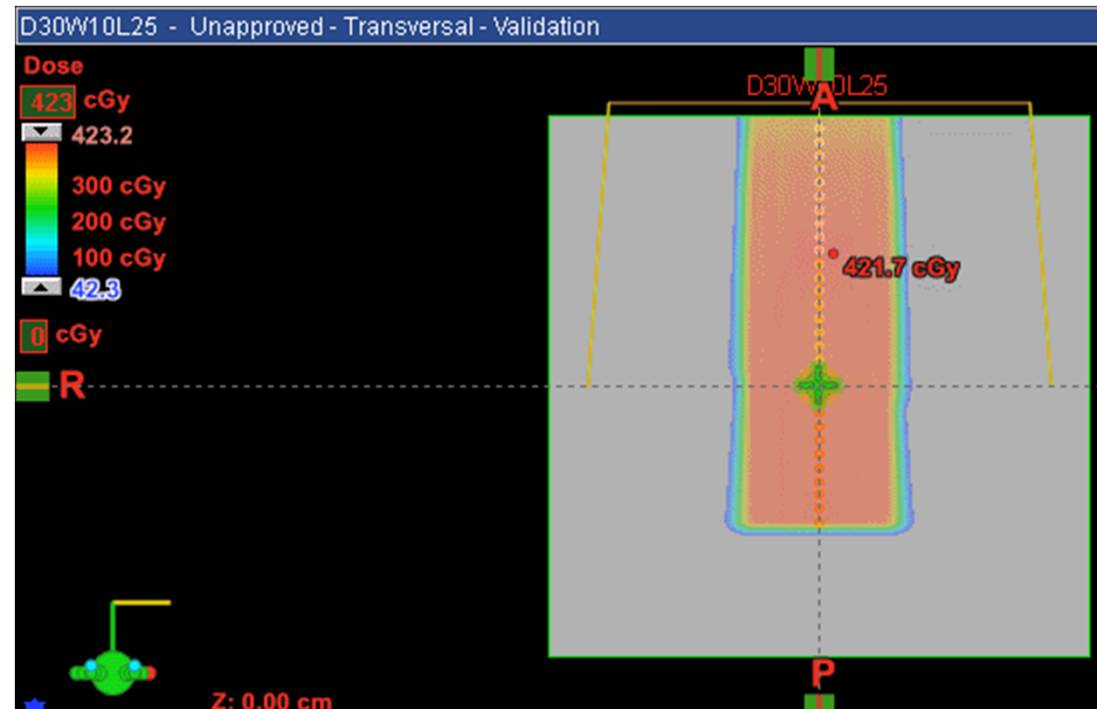 D30W10L25 - Unapproved - Transversal - Validation
Dose
423 cGy
423.2
300 cGy
200 cGy
100 cGy
42.3
0 cGy
D30W10L25
A
421.7 cGy
R
P
Z: 0.00 cm